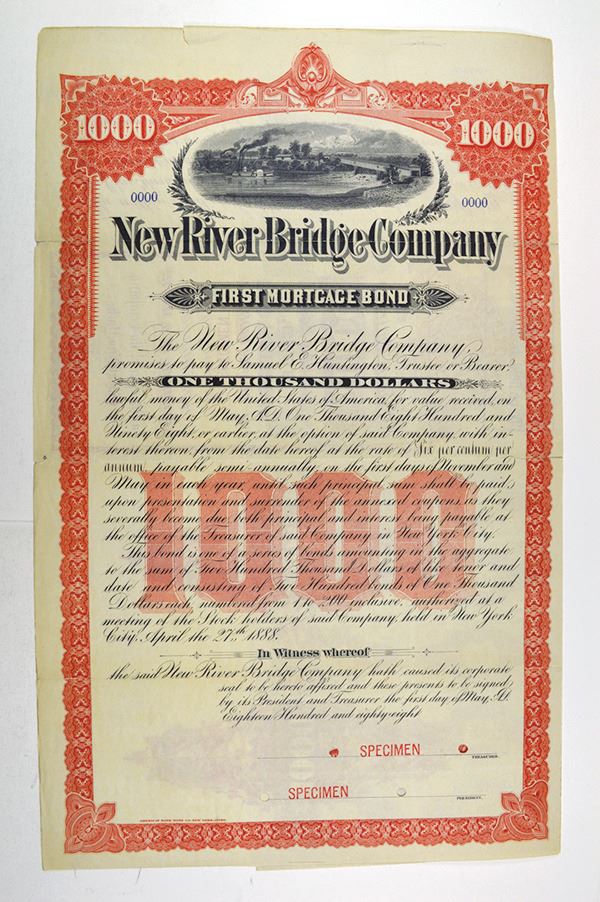 1000 1000
0000 0000
New River Bridge Company
FIRST MORTGAGE BOND
The New River Bridge Company,
promises to pay to Samuel E. Huntington, Trustee or Bearer,
ONE THOUSAND DOLLARS
lawful money of the United States of America, for value received, on
the first day of May, A.D. One Thousand Eight Hundred and
Ninety Eight, or earlier, at the option of said Company, with in-
terest thereon, from the date hereof at the rate of Six per centum per
annum, payable semi annually, on the first days of November and
May in each year until such principal sum shall be paid,
upon presentation and surrender of the annexed coupons, as they
severally become due both principal and interest being payable at
the office of the Treasurer of said Company in New York City.
This bond is one of a series of bonds amounting in the aggregate
to the sum of Two Hundred Thousand Dollars of like tenor and
date and consisting of Two Hundred bonds of One Thousand
Dollars each, numbered from 1 to 200 inclusive, authorized at a
meeting of the Stock holders of said Company, held in New York
City, April the 27th 1888.
1000
In Witness whereof
the said New River Bridge Company hath caused its corporate
seal to be hereto affixed and these presents to be signed
by its President and Treasurer the first day of May, A.D.
Eighteen Hundred and eighty eight
SPECIMEN TREASURER.
SPECIMEN PRESIDENT.
AMERICAN BANK NOTE CO. NEW YORK.